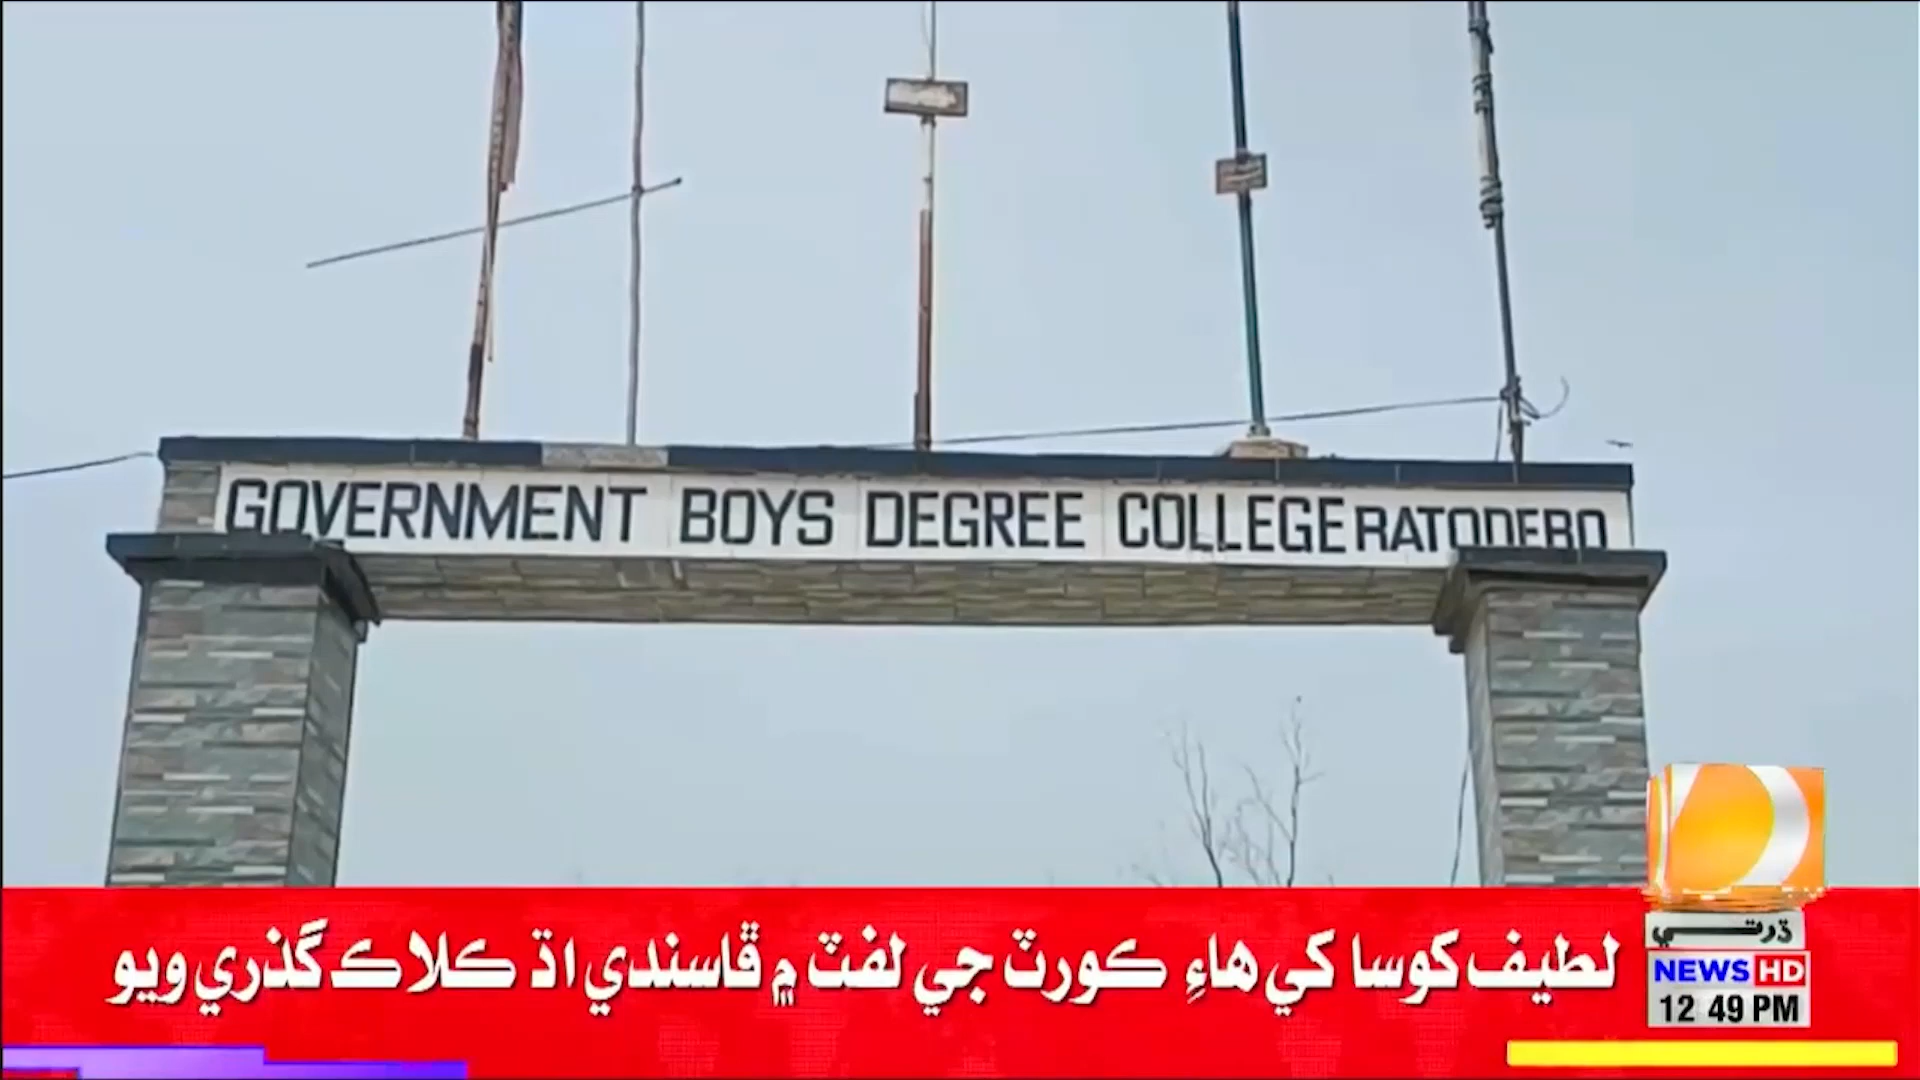 GOVERNMENT BOYS DEGREE COLLEGE RATODERO
لطيف کوسا کي هاءِ ڪورٽ جي لفٽ ۾ ڦاسندي اڌ ڪلاڪ گذري ويو
ڌرتي
NEWS HD
12 49 PM